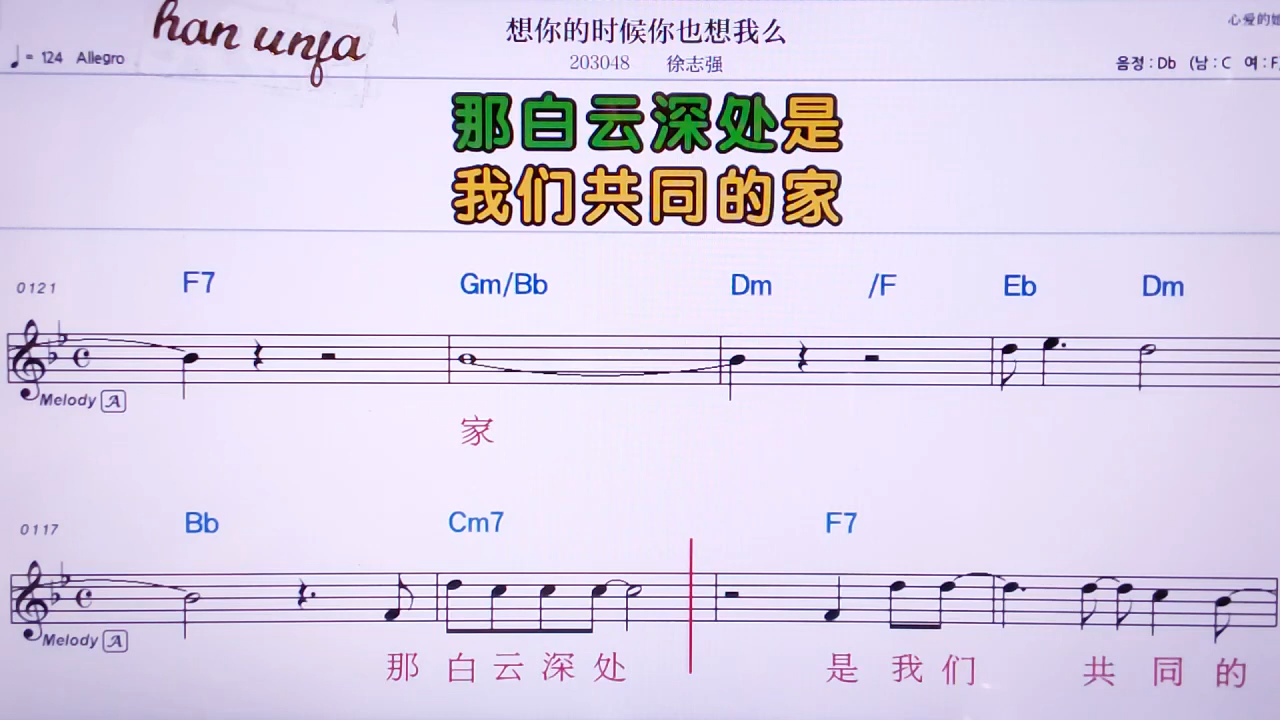 han unja
想你的时候你也想我么
心爱的
♩= 124 Allegro
203048 徐志强
음정 : Db (남 : C 여 : F
那白云深处是
我们共同的家
0121 F7 Gm/Bb Dm /F Eb Dm
Melody A
家
0117 Bb Cm7 F7
Melody A
那 白 云 深 处 是 我 们 共 同 的